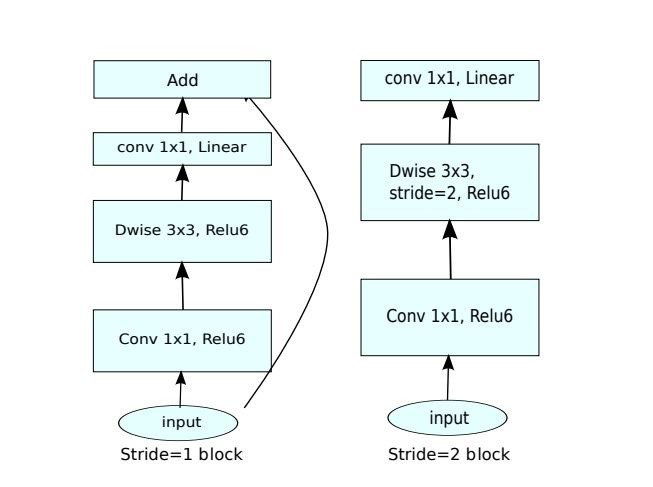 Add
conv 1x1, Linear
Dwise 3x3, Relu6
Conv 1x1, Relu6
input
Stride=1 block
conv 1x1, Linear
Dwise 3x3,
stride=2, Relu6
Conv 1x1, Relu6
input
Stride=2 block